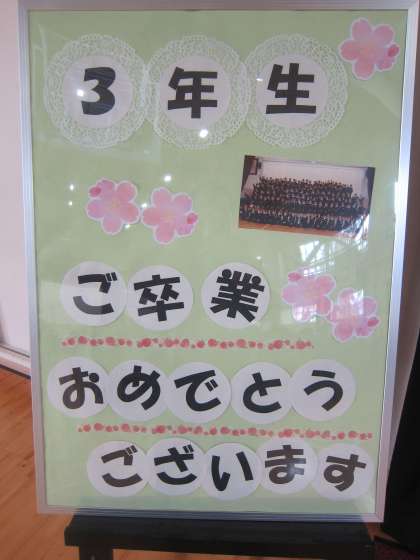 3年生
ご卒業
おめでとう
ございます